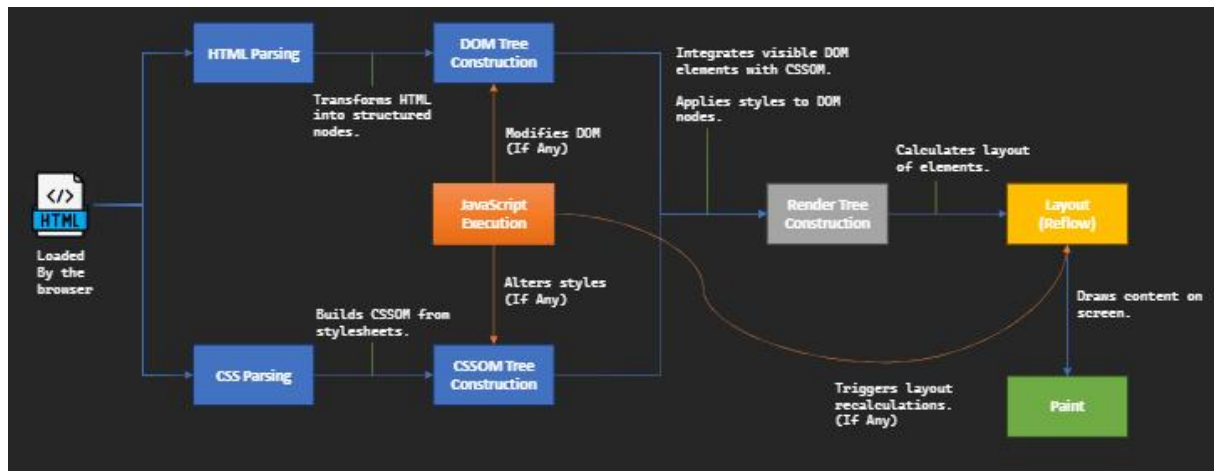 HTML Parsing
DOM Tree
Construction
Integrates visible DOM
elements with CSSOM.
Applies styles to DOM
nodes.
Transforms HTML
into structured
nodes.
Modifies DOM
(If Any)
Calculates layout
of elements.
</>
HTML
Loaded
By the
browser
JavaScript
Execution
Render Tree
Construction
Layout
(Reflow)
Alters styles
(If Any)
Draws content on
screen.
Builds CSSOM from
stylesheets.
CSS Parsing
CSSOM Tree
Construction
Triggers layout
recalculations.
(If Any)
Paint